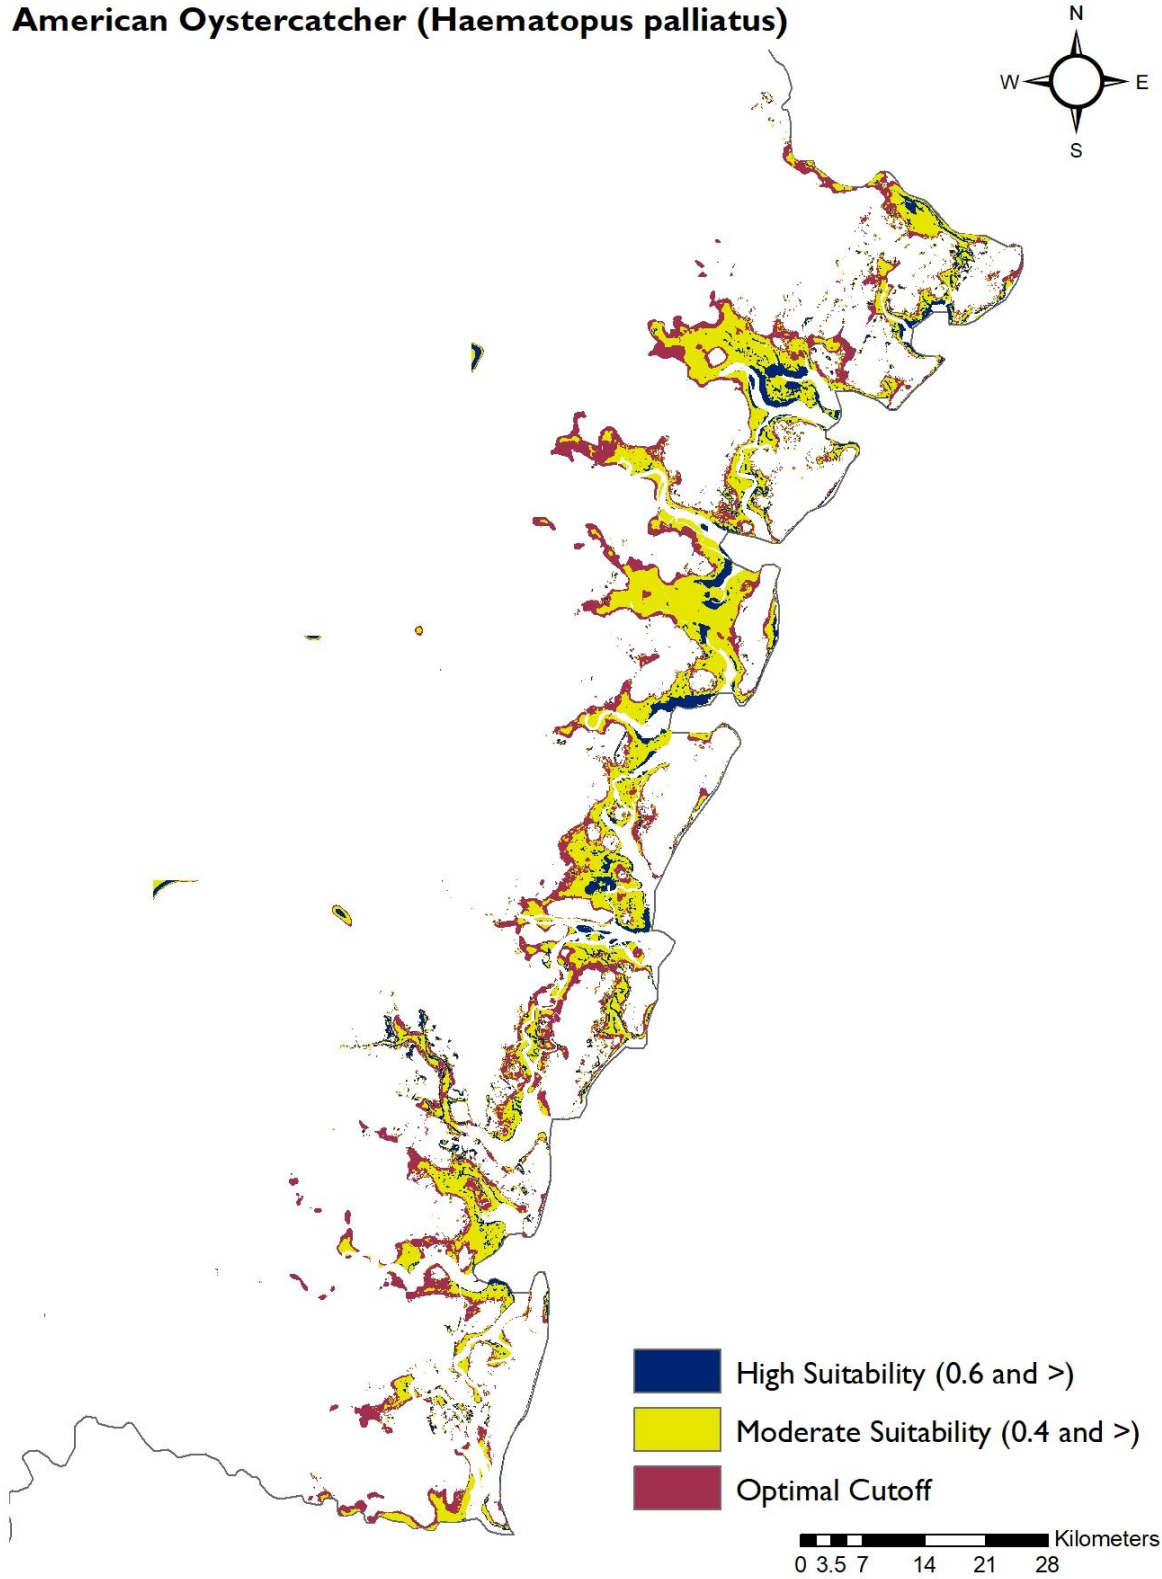 American Oystercatcher (Haematopus palliatus)
N
W E
S
High Suitability (0.6 and >)
Moderate Suitability (0.4 and >)
Optimal Cutoff
Kilometers
0 3.5 7 14 21 28